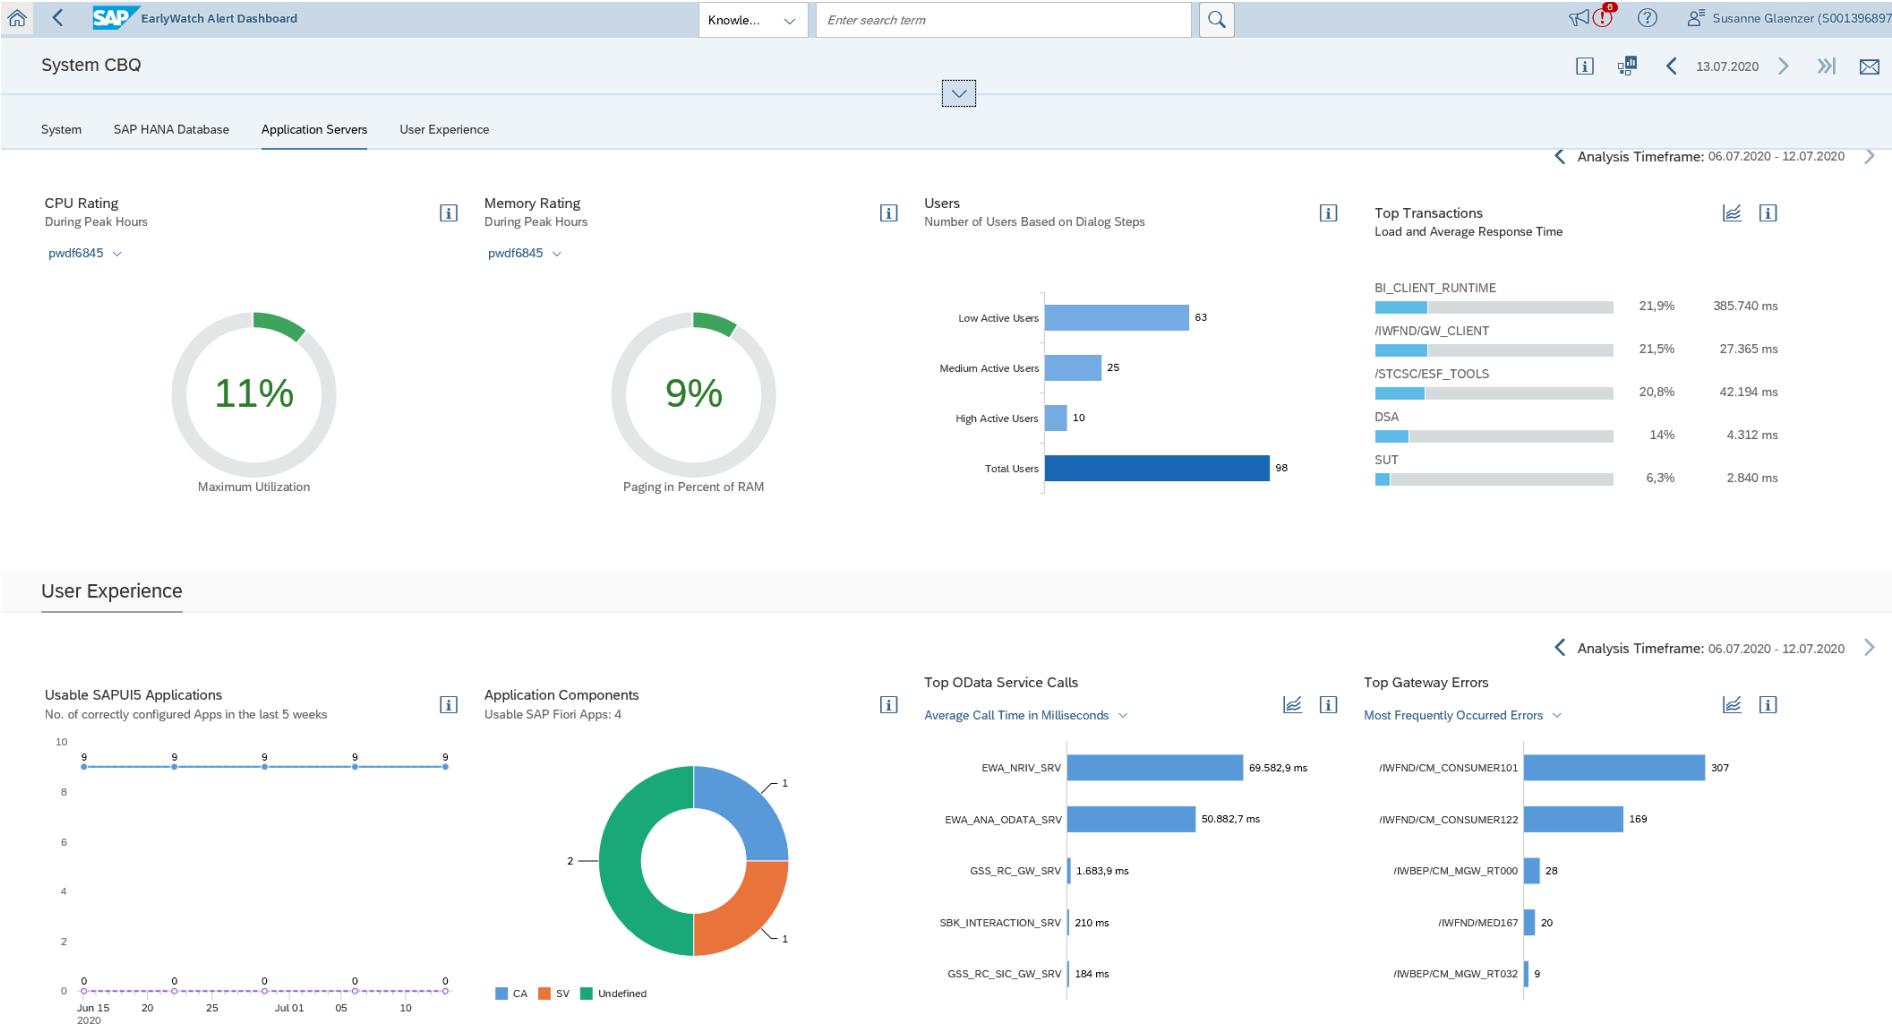 SAP EarlyWatch Alert Dashboard
Knowle...
Enter search term
6
Susanne Glaenzer (S001396897
System CBQ
13.07.2020
System
SAP HANA Database
Application Servers
User Experience
Analysis Timeframe: 06.07.2020 - 12.07.2020
CPU Rating
During Peak Hours
pwdf6845
11%
Maximum Utilization
Memory Rating
During Peak Hours
pwdf6845
9%
Paging in Percent of RAM
Users
Number of Users Based on Dialog Steps
Low Active Users 63
Medium Active Users 25
High Active Users 10
Total Users 98
Top Transactions
Load and Average Response Time
BI_CLIENT_RUNTIME
21,9% 385.740 ms
/IWFND/GW_CLIENT
21,5% 27.365 ms
/STCSC/ESF_TOOLS
20,8% 42.194 ms
DSA
14% 4.312 ms
SUT
6,3% 2.840 ms
User Experience
Analysis Timeframe: 06.07.2020 - 12.07.2020
Usable SAPUI5 Applications
No. of correctly configured Apps in the last 5 weeks
10
9 9 9 9 9
8
6
4
2
0
0 0 0 0 0
Jun 15 20 25 Jul 01 05 10
2020
Application Components
Usable SAP Fiori Apps: 4
1
2
1
CA SV Undefined
Top OData Service Calls
Average Call Time in Milliseconds
EWA_NRIV_SRV 69.582,9 ms
EWA_ANA_ODATA_SRV 50.882,7 ms
GSS_RC_GW_SRV 1.683,9 ms
SBK_INTERACTION_SRV 210 ms
GSS_RC_SIC_GW_SRV 184 ms
Top Gateway Errors
Most Frequently Occurred Errors
/IWFND/CM_CONSUMER101 307
/IWFND/CM_CONSUMER122 169
/IWBEP/CM_MGW_RT000 28
/IWFND/MED167 20
/IWBEP/CM_MGW_RT032 9